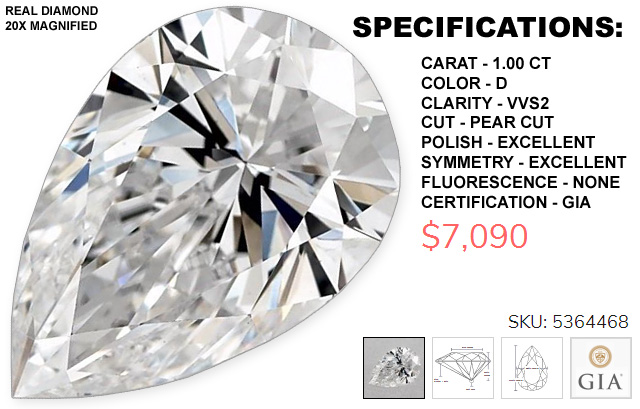 REAL DIAMOND
20X MAGNIFIED
SPECIFICATIONS:
CARAT - 1.00 CT
COLOR - D
CLARITY - VVS2
CUT - PEAR CUT
POLISH - EXCELLENT
SYMMETRY - EXCELLENT
FLUORESCENCE - NONE
CERTIFICATION - GIA
$7,090
SKU: 5364468
GIA